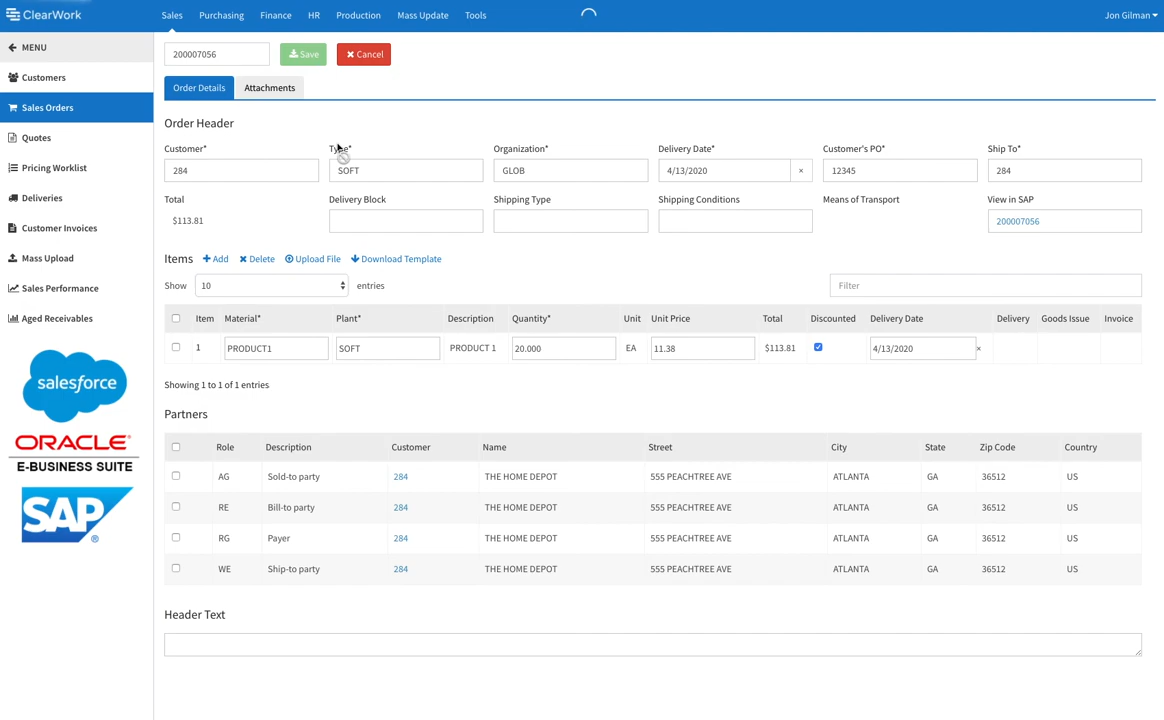 ClearWork Sales Purchasing Finance HR Production Mass Update Tools Jon Gilman
MENU
Customers
Sales Orders
Quotes
Pricing Worklist
Deliveries
Customer Invoices
Mass Upload
Sales Performance
Aged Receivables
salesforce
ORACLE®
E-BUSINESS SUITE
SAP®
200007056 Save Cancel
Order Details Attachments
Order Header
Customer* Type* Organization* Delivery Date* Customer's PO* Ship To*
284 SOFT GLOB 4/13/2020 × 12345 284
Total Delivery Block Shipping Type Shipping Conditions Means of Transport View in SAP
$113.81 200007056
Items Add Delete Upload File Download Template
Show 10 entries Filter
Item Material* Plant* Description Quantity* Unit Unit Price Total Discounted Delivery Date Delivery Goods Issue Invoice
1 PRODUCT1 SOFT PRODUCT 1 20.000 EA 11.38 $113.81 4/13/2020 ×
Showing 1 to 1 of 1 entries
Partners
Role Description Customer Name Street City State Zip Code Country
AG Sold-to party 284 THE HOME DEPOT 555 PEACHTREE AVE ATLANTA GA 36512 US
RE Bill-to party 284 THE HOME DEPOT 555 PEACHTREE AVE ATLANTA GA 36512 US
RG Payer 284 THE HOME DEPOT 555 PEACHTREE AVE ATLANTA GA 36512 US
WE Ship-to party 284 THE HOME DEPOT 555 PEACHTREE AVE ATLANTA GA 36512 US
Header Text